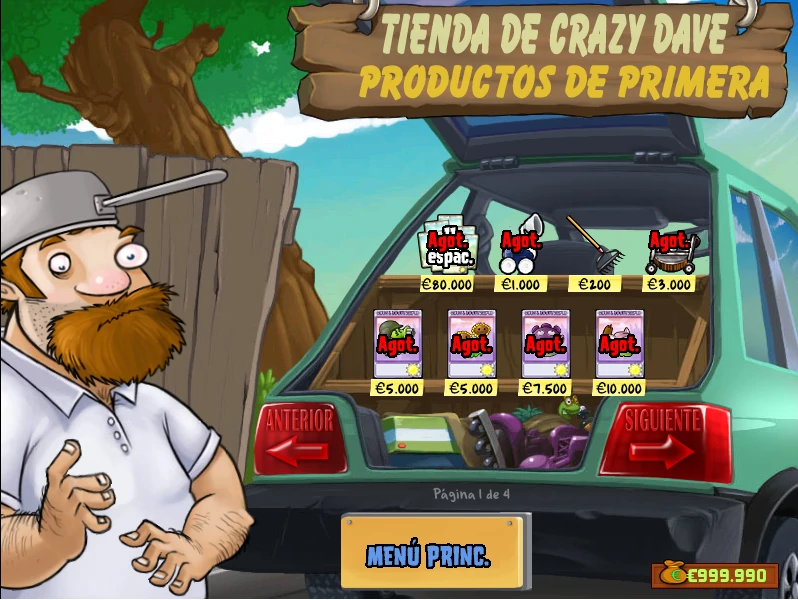 TIENDA DE CRAZY DAVE
PRODUCTOS DE PRIMERA
Agot. Agot. Agot.
espac.
€80.000 €1.000 €200 €3.000
Agot. Agot. Agot. Agot.
€5.000 €5.000 €7.500 €10.000
ANTERIOR SIGUIENTE
Página 1 de 4
MENÚ PRINC.
€999.990